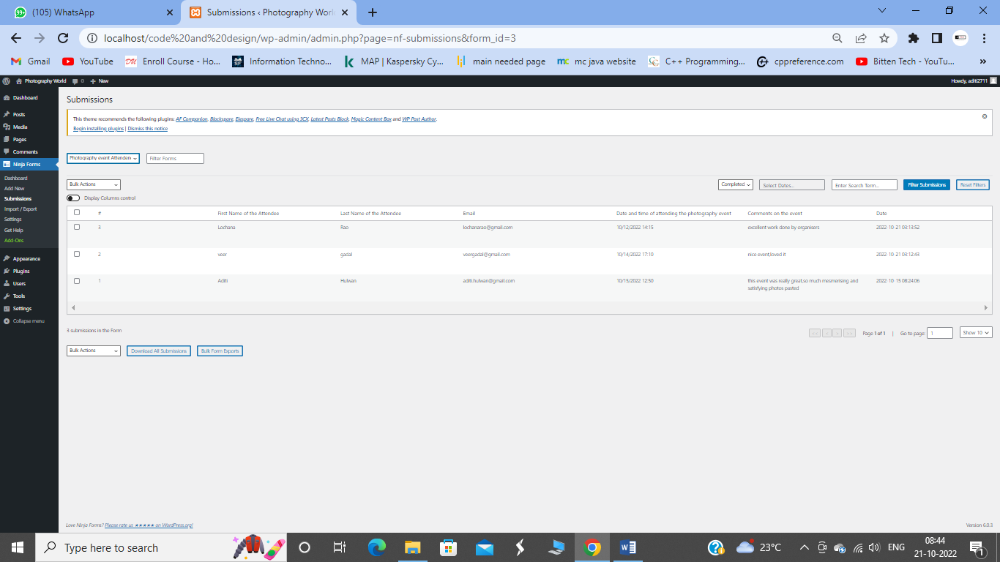 99+ (105) WhatsApp
Submissions ‹ Photography Worl
localhost/code%20and%20design/wp-admin/admin.php?page=nf-submissions&form_id=3
Gmail YouTube Enroll Course - Ho... Information Techno... MAP | Kaspersky Cy... main needed page mc java website C++ Programming... cppreference.com Bitten Tech - YouTu... »
Photography World 0 + New Howdy, aditi2711
Dashboard
Posts
Media
Pages
Comments
Ninja Forms
Dashboard
Add New
Submissions
Import / Export
Settings
Get Help
Add-Ons
Appearance
Plugins
Users
Tools
Settings
Collapse menu
Submissions
This theme recommends the following plugins: AF Companion, Blockspare, Elespare, Free Live Chat using 3CX, Latest Posts Block, Magic Content Box and WP Post Author.
Begin installing plugins | Dismiss this notice
Photography event Attendee Filter Forms
Bulk Actions Completed Select Dates... Enter Search Term... Filter Submissions Reset Filters
Display Columns control
# First Name of the Attendee Last Name of the Attendee Email Date and time of attending the photography event Comments on the event Date
3 Lochana Rao lochanarao@gmail.com 10/12/2022 14:15 excellent work done by organisers 2022-10-21 03:13:52
2 veer gadal veergadal@gmail.com 10/14/2022 17:10 nice event,loved it 2022-10-21 03:12:43
1 Aditi Hulwan aditi.hulwan@gmail.com 10/15/2022 12:50 this event was really great,so much mesmerising and 2022-10-15 08:24:06
satisfying photos pasted
3 submissions in the Form Page 1 of 1 | Go to page: 1 Show 10
Bulk Actions Download All Submissions Bulk Form Exports
Love Ninja Forms? Please rate us ★★★★★ on WordPress.org! Version 6.0.3
Type here to search 23°C ENG 08:44
21-10-2022 1